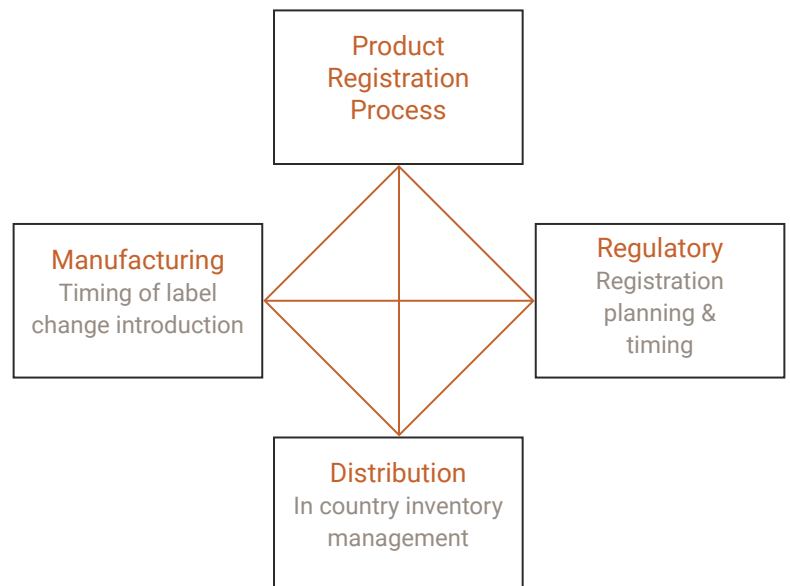 Product
Registration
Process
Manufacturing
Timing of label
change introduction
Regulatory
Registration
planning &
timing
Distribution
In country inventory
management